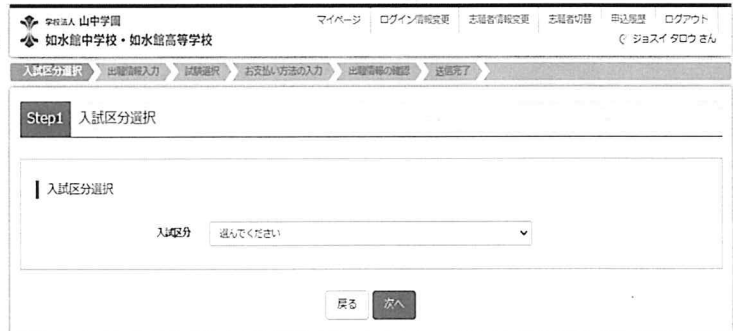 学校法人 山中学園
如水館中学校・如水館高等学校
マイページ ログイン情報変更 志願者情報変更 志願者切替 申込履歴 ログアウト
ジョスイ タロウ さん
入試区分選択 出願情報入力 試験選択 お支払い方法の入力 出願情報の確認 送信完了
Step1 入試区分選択
入試区分選択
入試区分 選んでください
戻る 次へ